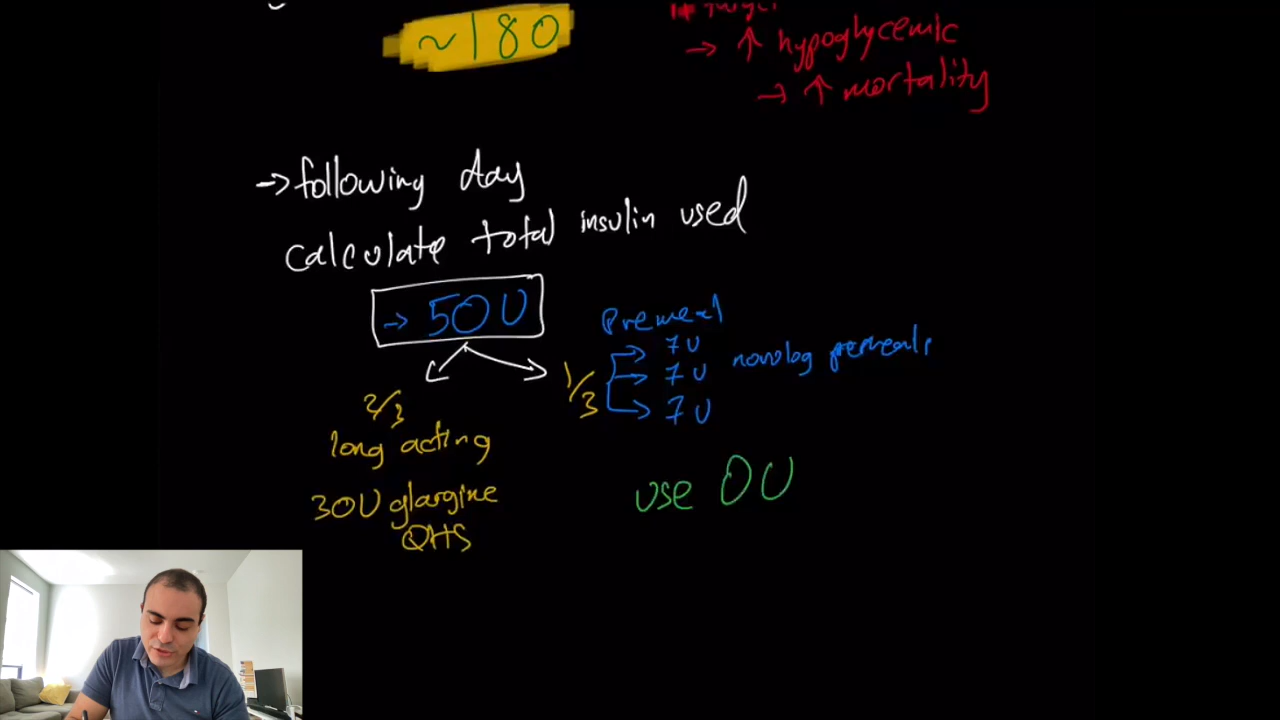 ~180
→ ↑ hypoglycemic
→ ↑ mortality
→ following day
calculate total insulin used
→ 50U
2/3
long acting
30U glargine
QHS
1/3
Premeal
→ 7U
→ 7U novolog premeals
→ 7U
use 0U